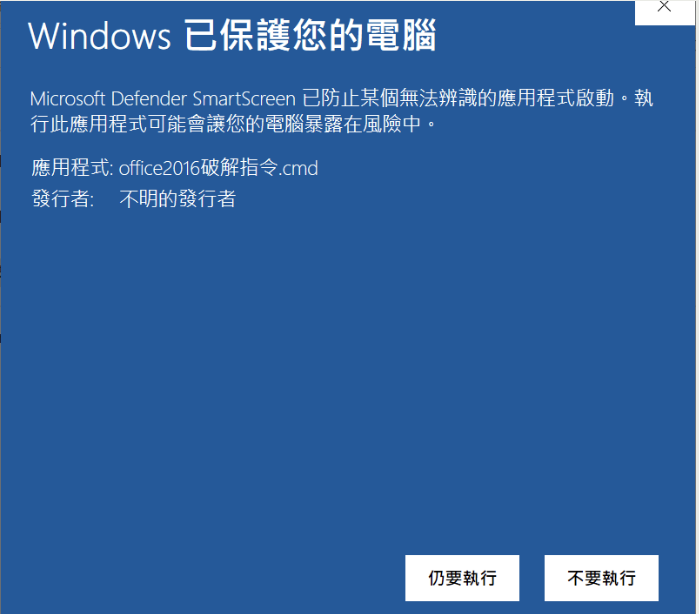 Windows 已保護您的電腦
Microsoft Defender SmartScreen 已防止某個無法辨識的應用程式啟動。執
行此應用程式可能會讓您的電腦暴露在風險中。
應用程式: office2016破解指令.cmd
發行者: 不明的發行者
仍要執行
不要執行